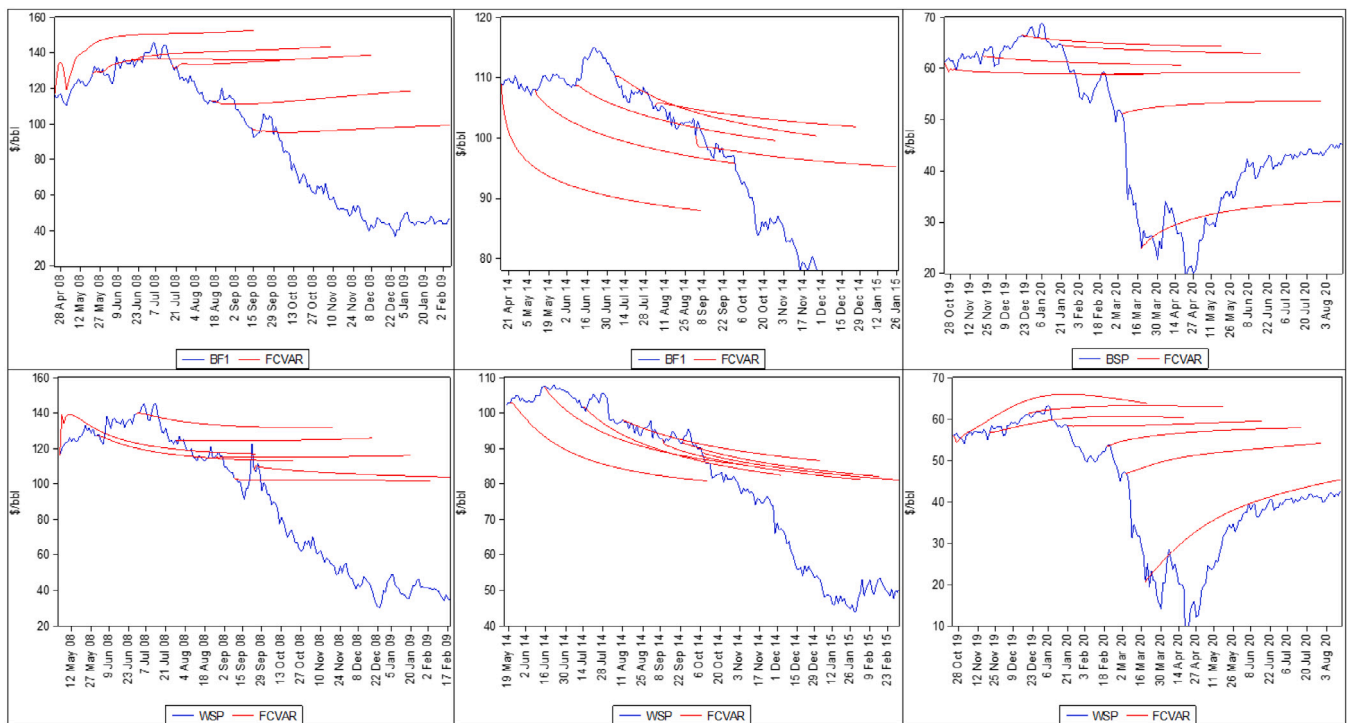 160
140
120
100
80
60
40
20
$/bbl
28 Apr 08
12 May 08
27 May 08
9 Jun 08
23 Jun 08
7 Jul 08
21 Jul 08
4 Aug 08
18 Aug 08
2 Sep 08
15 Sep 08
29 Sep 08
13 Oct 08
27 Oct 08
10 Nov 08
24 Nov 08
8 Dec 08
22 Dec 08
5 Jan 09
20 Jan 09
2 Feb 09
BF1 FCVAR
120
110
100
90
80
$/bbl
21 Apr 14
5 May 14
19 May 14
2 Jun 14
16 Jun 14
30 Jun 14
14 Jul 14
28 Jul 14
11 Aug 14
25 Aug 14
8 Sep 14
22 Sep 14
6 Oct 14
20 Oct 14
3 Nov 14
17 Nov 14
1 Dec 14
15 Dec 14
29 Dec 14
12 Jan 15
26 Jan 15
BF1 FCVAR
70
60
50
40
30
20
$/bbl
28 Oct 19
12 Nov 19
25 Nov 19
9 Dec 19
23 Dec 19
6 Jan 20
21 Jan 20
3 Feb 20
18 Feb 20
2 Mar 20
16 Mar 20
30 Mar 20
14 Apr 20
27 Apr 20
11 May 20
26 May 20
8 Jun 20
22 Jun 20
6 Jul 20
20 Jul 20
3 Aug 20
BSP FCVAR
160
140
120
100
80
60
40
20
$/bbl
12 May 08
27 May 08
9 Jun 08
23 Jun 08
7 Jul 08
21 Jul 08
4 Aug 08
18 Aug 08
2 Sep 08
15 Sep 08
29 Sep 08
13 Oct 08
27 Oct 08
10 Nov 08
24 Nov 08
8 Dec 08
22 Dec 08
5 Jan 09
20 Jan 09
2 Feb 09
17 Feb 09
WSP FCVAR
110
100
90
80
70
60
50
40
$/bbl
19 May 14
2 Jun 14
16 Jun 14
30 Jun 14
14 Jul 14
28 Jul 14
11 Aug 14
25 Aug 14
8 Sep 14
22 Sep 14
6 Oct 14
20 Oct 14
3 Nov 14
17 Nov 14
1 Dec 14
15 Dec 14
29 Dec 14
12 Jan 15
26 Jan 15
9 Feb 15
23 Feb 15
WSP FCVAR
70
60
50
40
30
20
10
$/bbl
28 Oct 19
12 Nov 19
25 Nov 19
9 Dec 19
23 Dec 19
6 Jan 20
21 Jan 20
3 Feb 20
18 Feb 20
2 Mar 20
16 Mar 20
30 Mar 20
14 Apr 20
27 Apr 20
11 May 20
26 May 20
8 Jun 20
22 Jun 20
6 Jul 20
20 Jul 20
3 Aug 20
WSP FCVAR